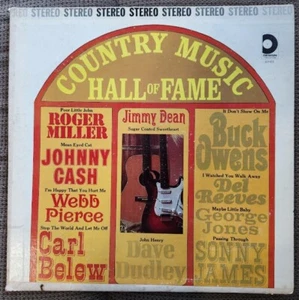 STEREO STEREO STEREO STEREO STEREO STEREO STEREO
COUNTRY MUSIC
HALL OF FAME
Poor Little John
ROGER
MILLER
Mean Eyed Cat
JOHNNY
CASH
I'm Happy That You Hurt Me
Webb
Pierce
Stop The World And Let Me Off
Carl
Belew
Jimmy Dean
Sugar Coated Sweetheart
John Henry
Dave
Dudley
It Don't Show On Me
Buck
Owens
I Watched You Walk Away
Del
Reeves
Maybe Little Baby
George
Jones
Passing Through
SONNY
JAMES